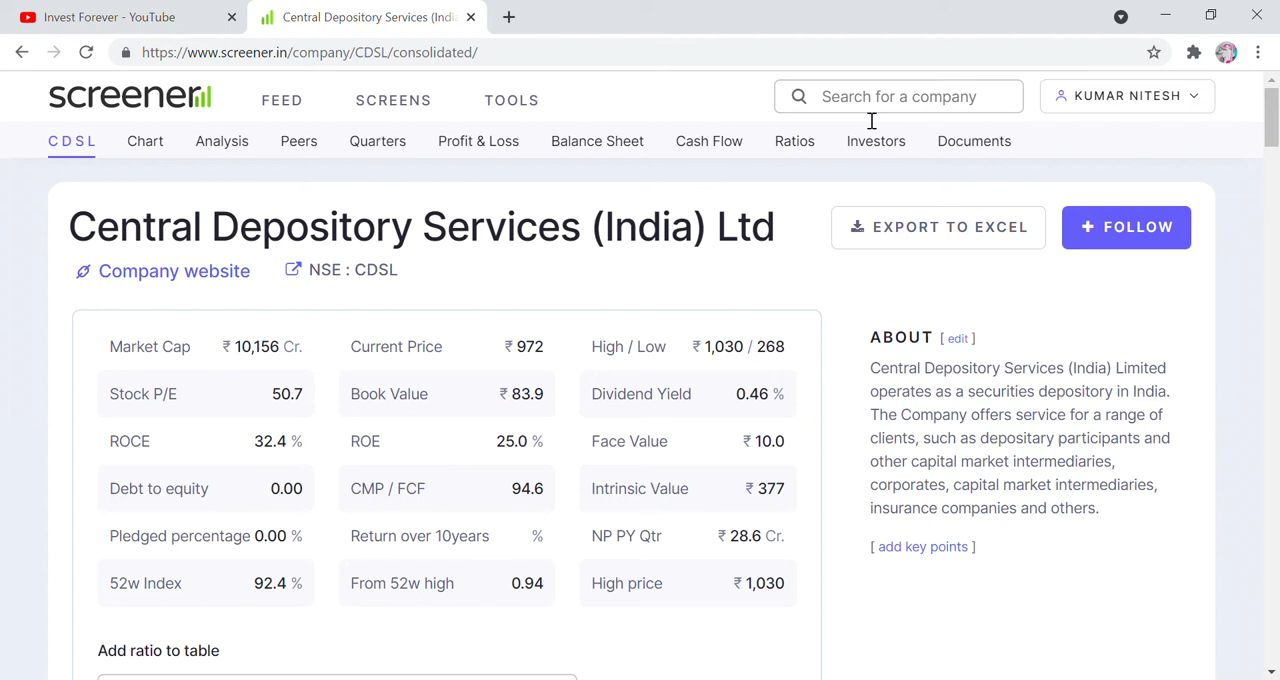 Invest Forever - YouTube
Central Depository Services (Indi
https://www.screener.in/company/CDSL/consolidated/
screener
FEED SCREENS TOOLS
Search for a company
KUMAR NITESH
CDSL Chart Analysis Peers Quarters Profit & Loss Balance Sheet Cash Flow Ratios Investors Documents
Central Depository Services (India) Ltd
EXPORT TO EXCEL
FOLLOW
Company website NSE : CDSL
Market Cap ₹ 10,156 Cr. Current Price ₹ 972 High / Low ₹ 1,030 / 268
Stock P/E 50.7 Book Value ₹ 83.9 Dividend Yield 0.46 %
ROCE 32.4 % ROE 25.0 % Face Value ₹ 10.0
Debt to equity 0.00 CMP / FCF 94.6 Intrinsic Value ₹ 377
Pledged percentage 0.00 % Return over 10years % NP PY Qtr ₹ 28.6 Cr.
52w Index 92.4 % From 52w high 0.94 High price ₹ 1,030
Add ratio to table
ABOUT [ edit ]
Central Depository Services (India) Limited
operates as a securities depository in India.
The Company offers service for a range of
clients, such as depositary participants and
other capital market intermediaries,
corporates, capital market intermediaries,
insurance companies and others.
[ add key points ]